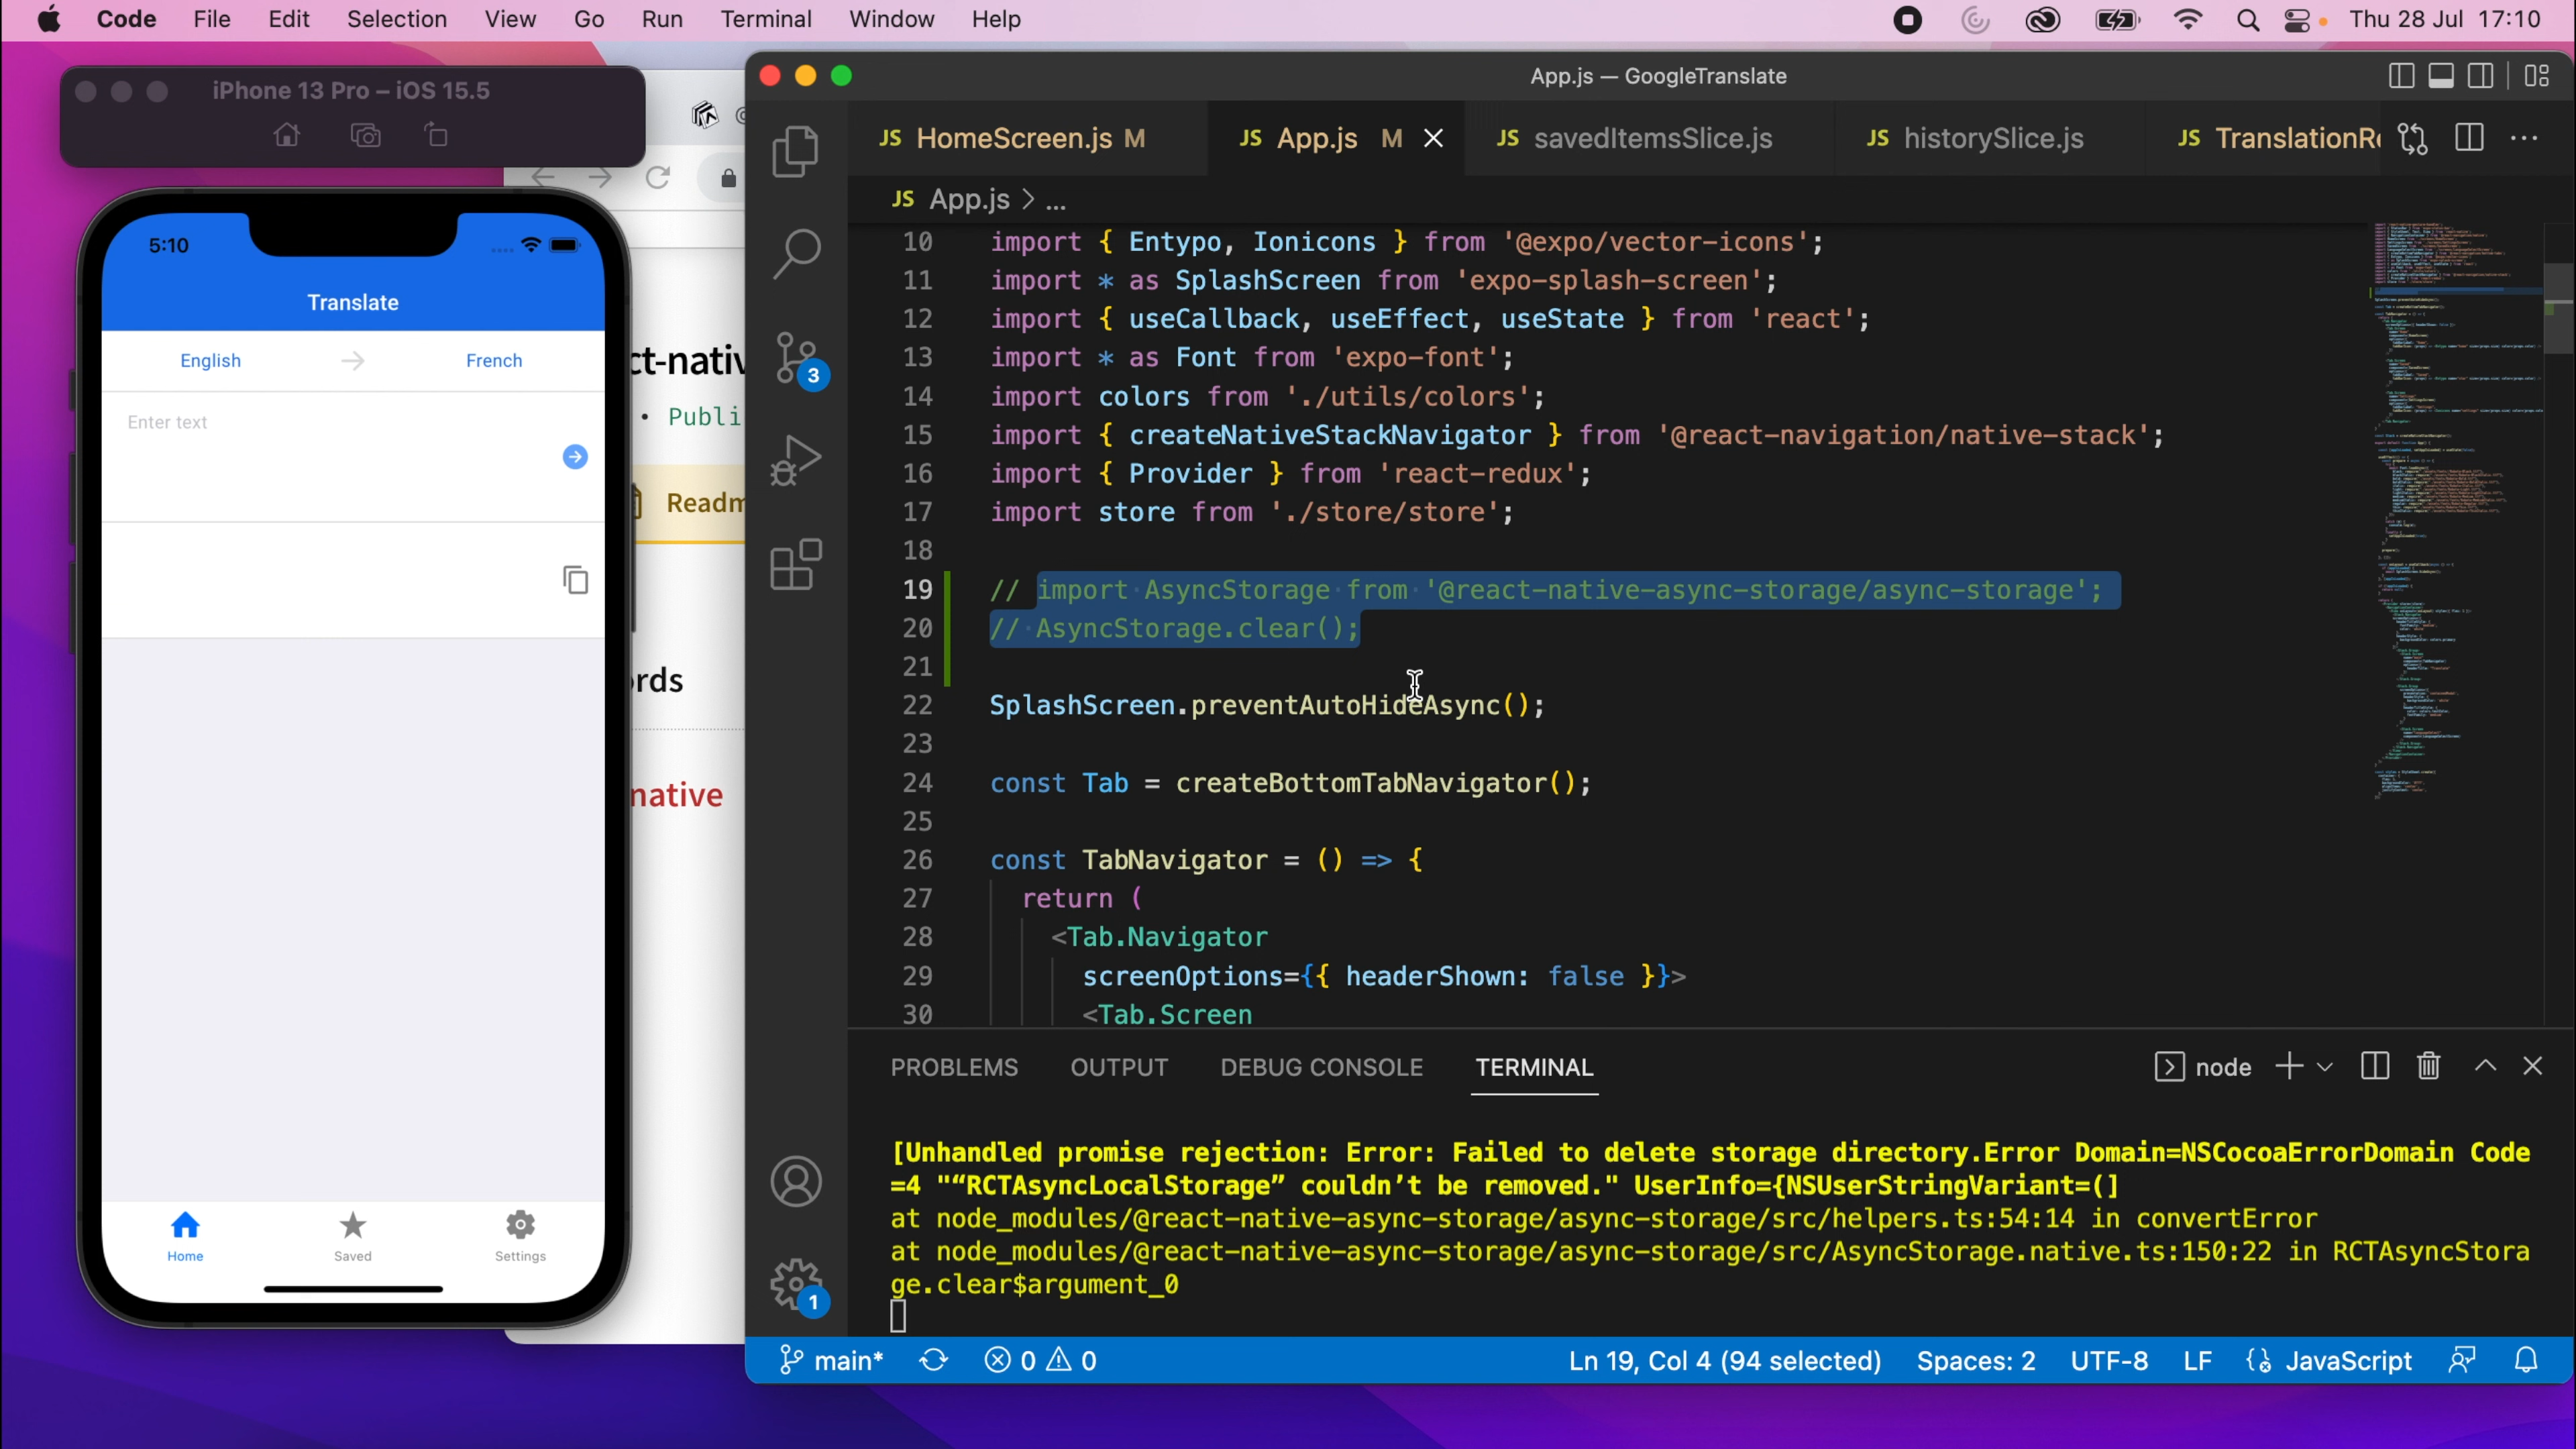 Code File Edit Selection View Go Run Terminal Window Help Thu 28 Jul 17:10
iPhone 13 Pro – iOS 15.5
5:10
Translate
English French
Enter text
Home Saved Settings
ct-nativ
• Publi
Readm
rds
native
App.js — GoogleTranslate
JS HomeScreen.js M JS App.js M JS savedItemsSlice.js JS historySlice.js JS TranslationRe
JS App.js > ...
10 import { Entypo, Ionicons } from '@expo/vector-icons';
11 import * as SplashScreen from 'expo-splash-screen';
12 import { useCallback, useEffect, useState } from 'react';
13 import * as Font from 'expo-font';
14 import colors from './utils/colors';
15 import { createNativeStackNavigator } from '@react-navigation/native-stack';
16 import { Provider } from 'react-redux';
17 import store from './store/store';
18
19 // import AsyncStorage from '@react-native-async-storage/async-storage';
20 // AsyncStorage.clear();
21
22 SplashScreen.preventAutoHideAsync();
23
24 const Tab = createBottomTabNavigator();
25
26 const TabNavigator = () => {
27 return (
28 <Tab.Navigator
29 screenOptions={{ headerShown: false }}>
30 <Tab.Screen
3
1
PROBLEMS OUTPUT DEBUG CONSOLE TERMINAL node
[Unhandled promise rejection: Error: Failed to delete storage directory.Error Domain=NSCocoaErrorDomain Code
=4 "“RCTAsyncLocalStorage” couldn’t be removed." UserInfo={NSUserStringVariant=(]
at node_modules/@react-native-async-storage/async-storage/src/helpers.ts:54:14 in convertError
at node_modules/@react-native-async-storage/async-storage/src/AsyncStorage.native.ts:150:22 in RCTAsyncStora
ge.clear$argument_0
main* 0 0 Ln 19, Col 4 (94 selected) Spaces: 2 UTF-8 LF JavaScript